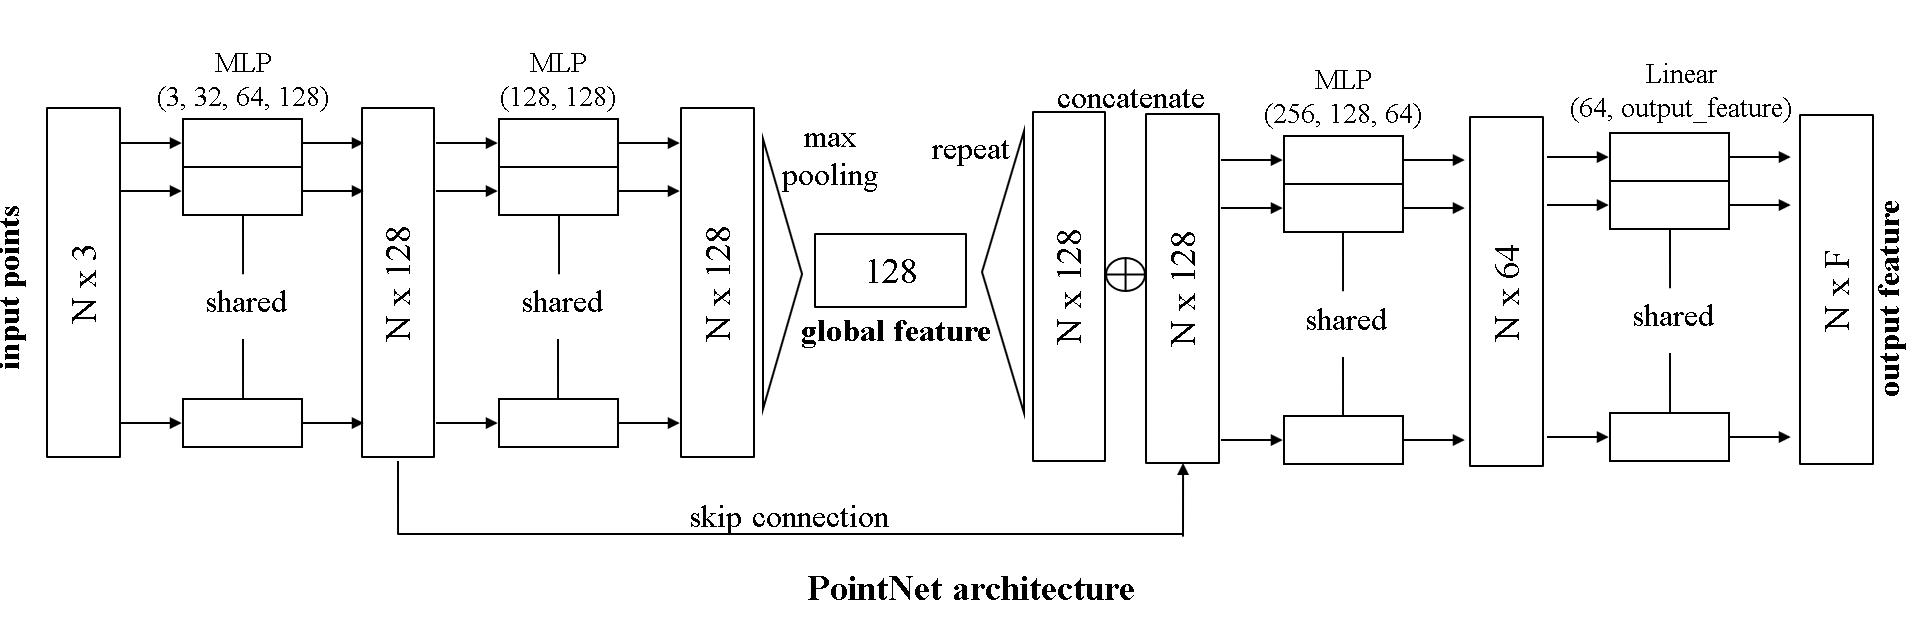 input points
N x 3
MLP
(3, 32, 64, 128)
shared
N x 128
MLP
(128, 128)
shared
N x 128
max
pooling
128
global feature
repeat
concatenate
N x 128
N x 128
MLP
(256, 128, 64)
shared
N x 64
Linear
(64, output_feature)
shared
N x F
output feature
skip connection
PointNet architecture